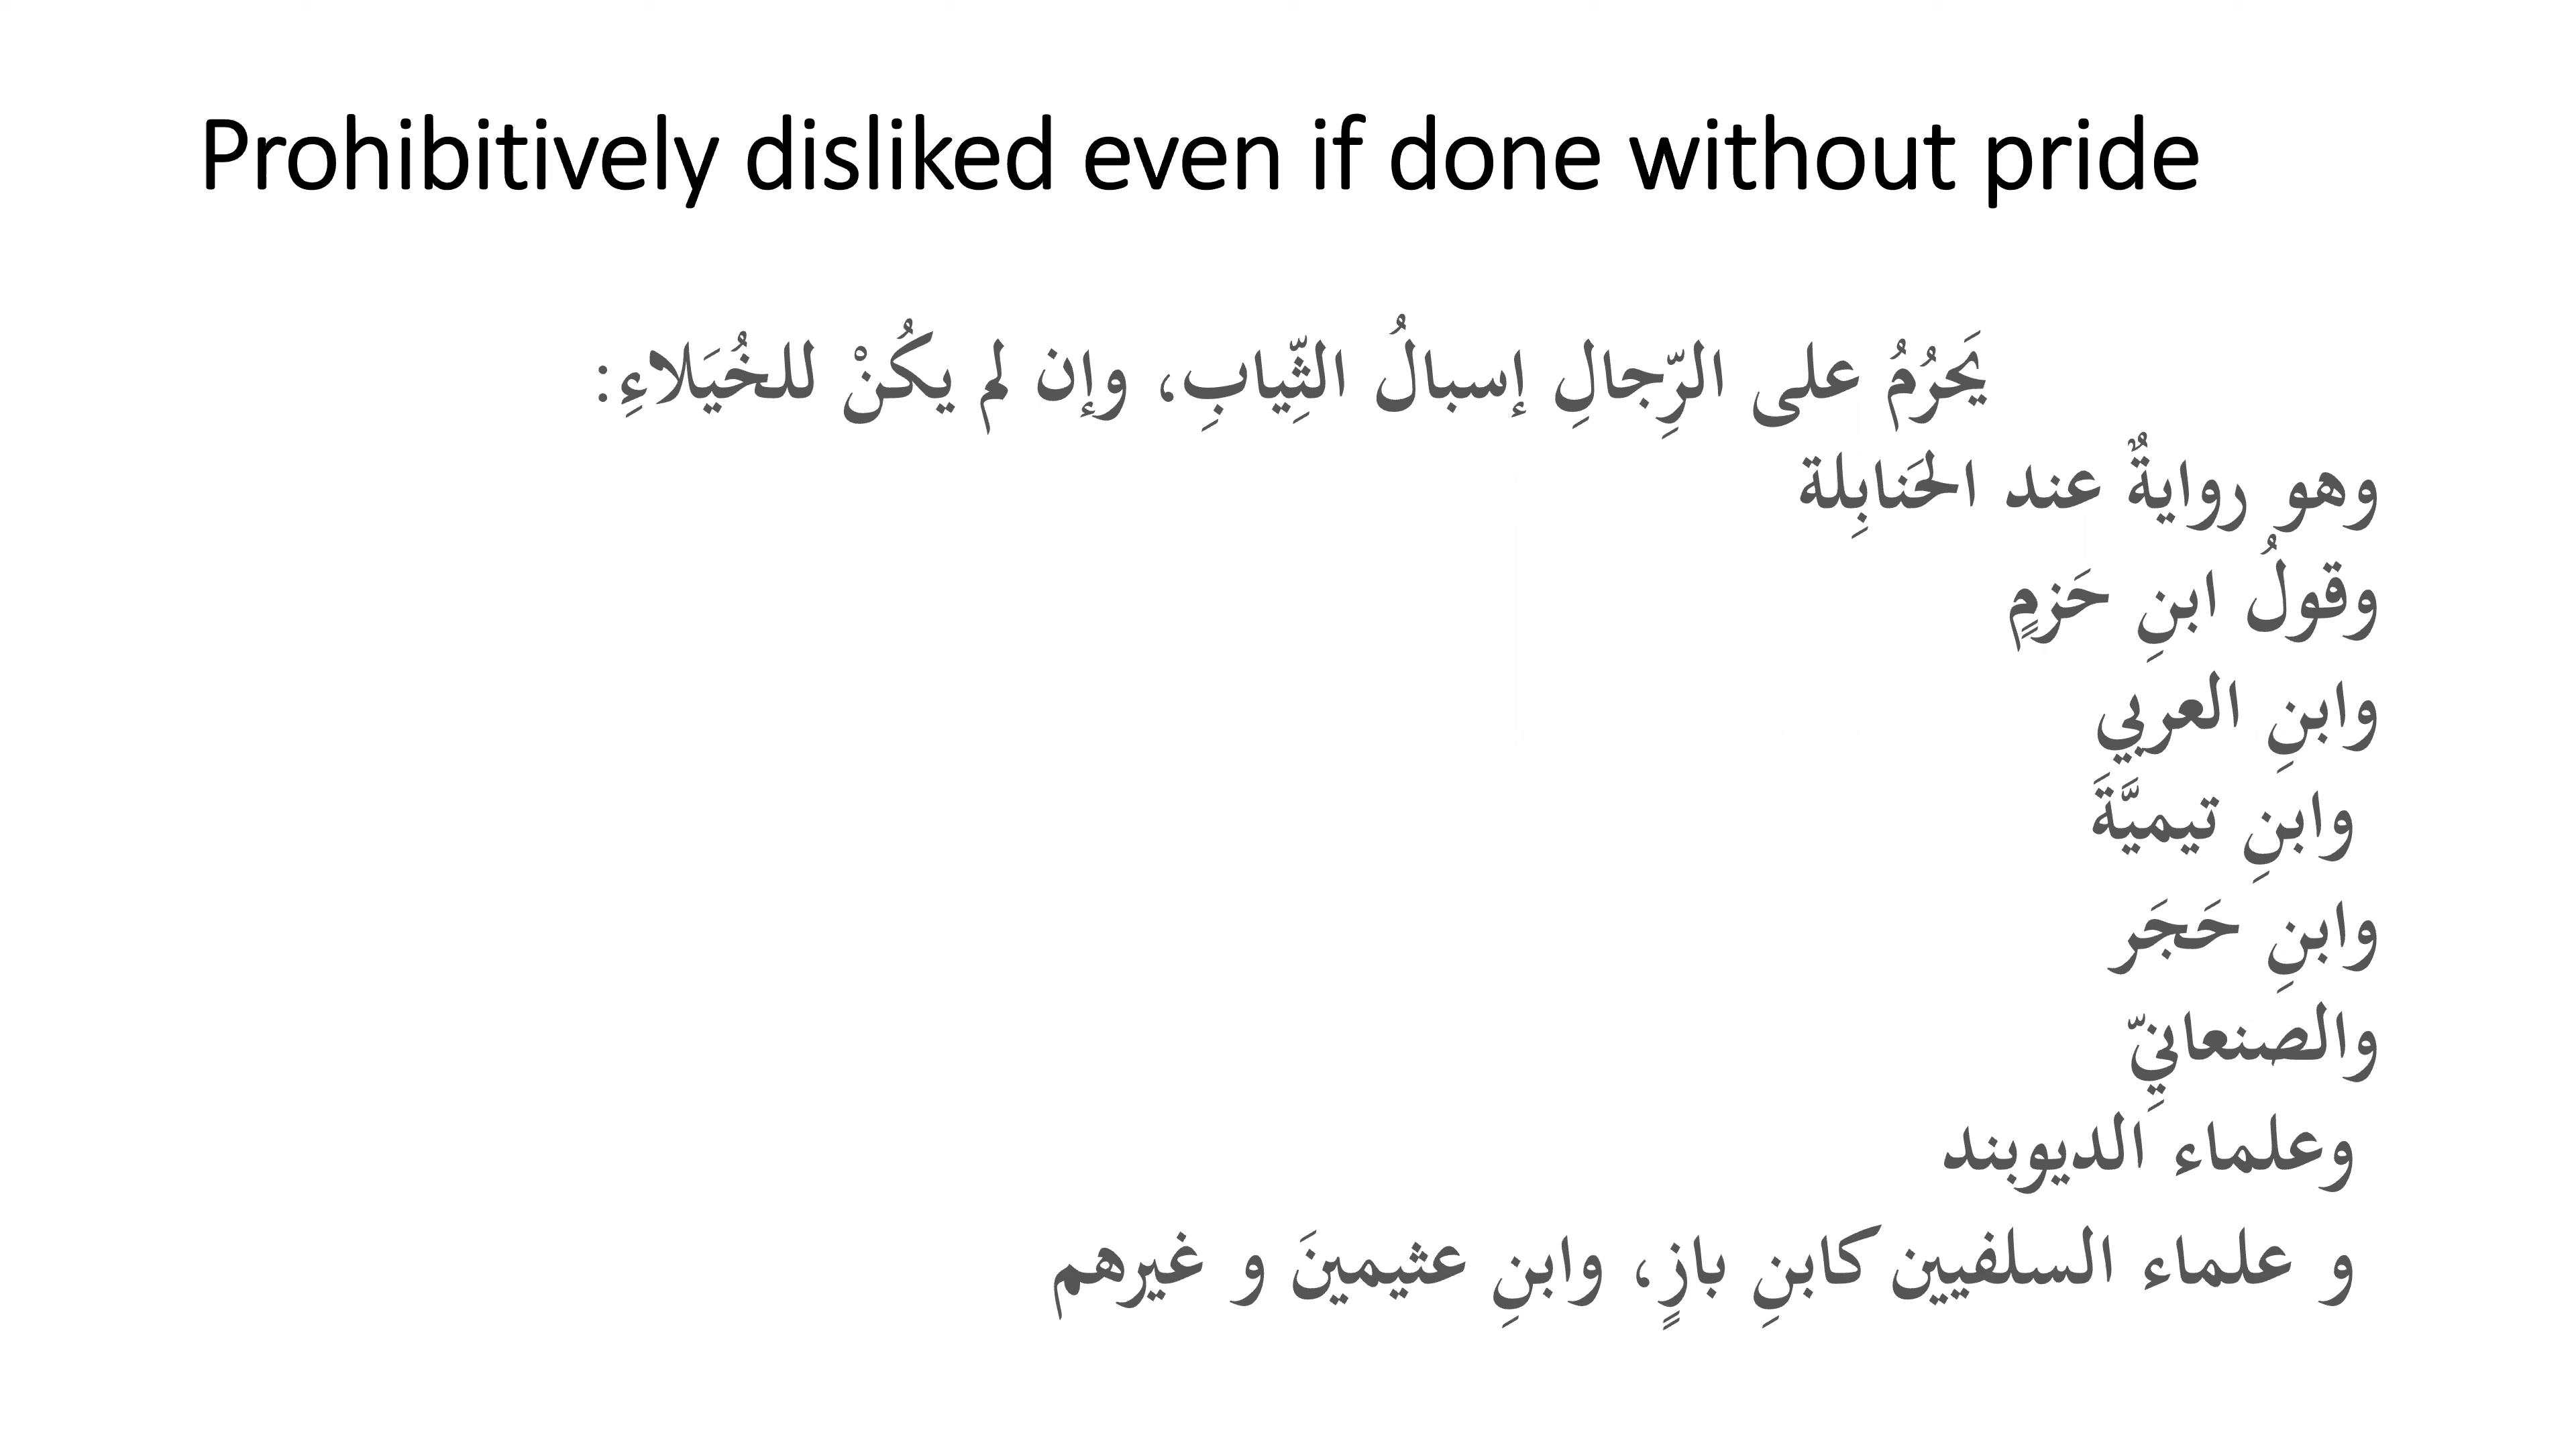 Prohibitively disliked even if done without pride
يَحرُمُ على الرِّجالِ إسبالُ الثِّيابِ، وإن لم يكُنْ للخُيَلاءِ:
وهو روايةٌ عند الحَنابِلة
وقولُ ابنِ حَزمٍ
وابنِ العربي
وابنِ تيميَّةَ
وابنِ حَجَر
والصنعانيِّ
وعلماء الديوبند
و علماء السلفيين كابنِ بازٍ، وابنِ عثيمينَ و غيرهم